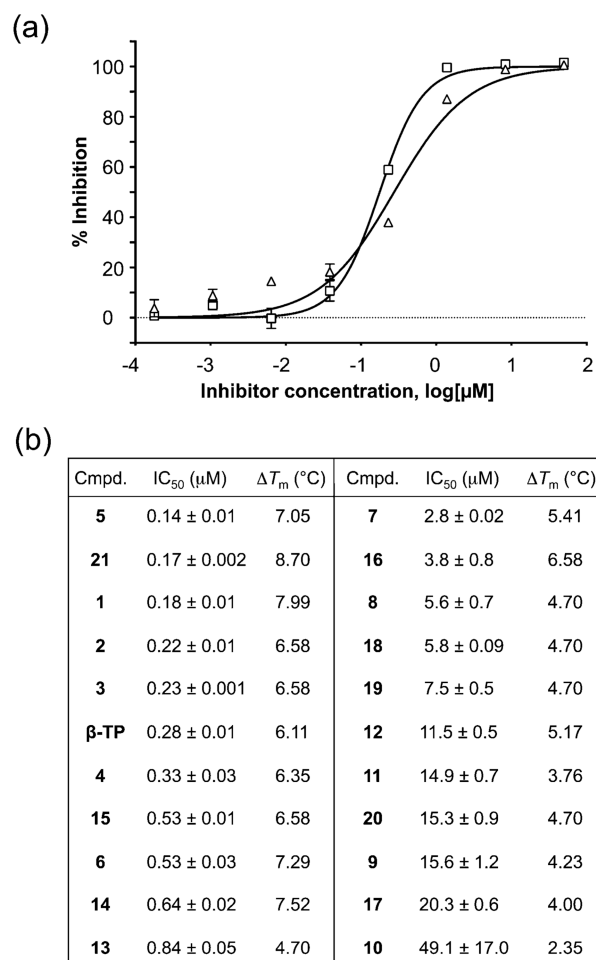 (a)
100
80
60
40
20
0
% Inhibition
-4 -3 -2 -1 0 1 2
Inhibitor concentration, log[µM]
(b)
Cmpd. IC50 (µM) ΔTm (°C) Cmpd. IC50 (µM) ΔTm (°C)
5 0.14 ± 0.01 7.05 7 2.8 ± 0.02 5.41
21 0.17 ± 0.002 8.70 16 3.8 ± 0.8 6.58
1 0.18 ± 0.01 7.99 8 5.6 ± 0.7 4.70
2 0.22 ± 0.01 6.58 18 5.8 ± 0.09 4.70
3 0.23 ± 0.001 6.58 19 7.5 ± 0.5 4.70
β-TP 0.28 ± 0.01 6.11 12 11.5 ± 0.5 5.17
4 0.33 ± 0.03 6.35 11 14.9 ± 0.7 3.76
15 0.53 ± 0.01 6.58 20 15.3 ± 0.9 4.70
6 0.53 ± 0.03 7.29 9 15.6 ± 1.2 4.23
14 0.64 ± 0.02 7.52 17 20.3 ± 0.6 4.00
13 0.84 ± 0.05 4.70 10 49.1 ± 17.0 2.35